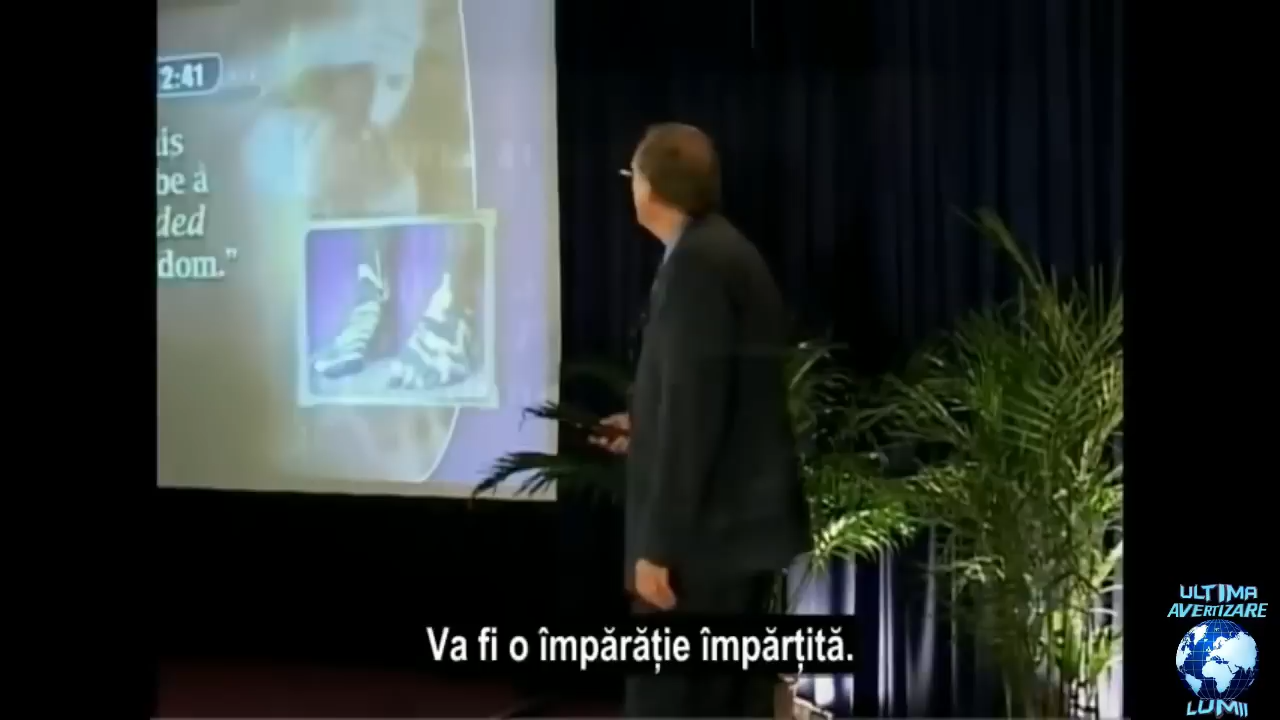 2:41
is
be a
ded
dom."
Va fi o împărăție împărțită.
ULTIMA
AVERTIZARE
LUMII